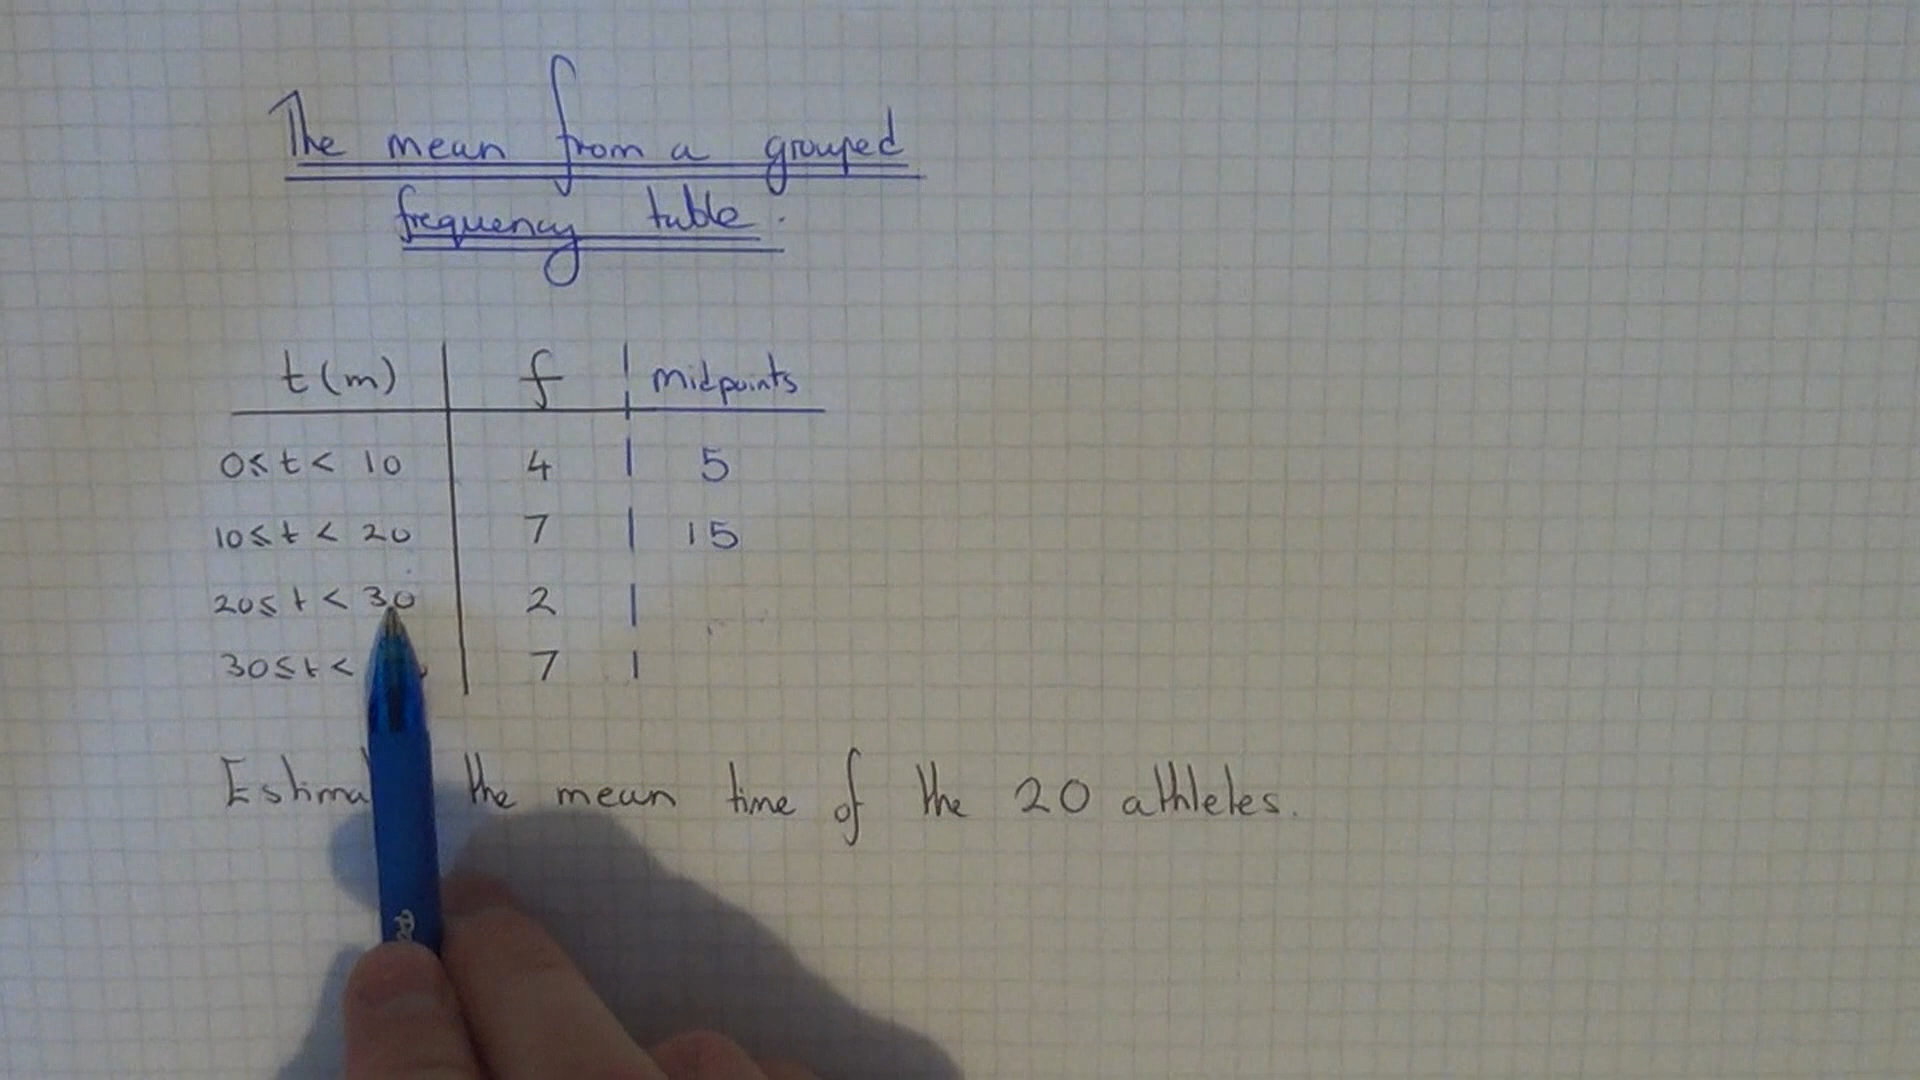 The mean from a grouped
frequency table.
t(m) f midpoints
0≤t< 10 4 5
10≤t < 20 7 15
20≤t < 30 2
30≤t< 7
the mean time of the 20 athletes.